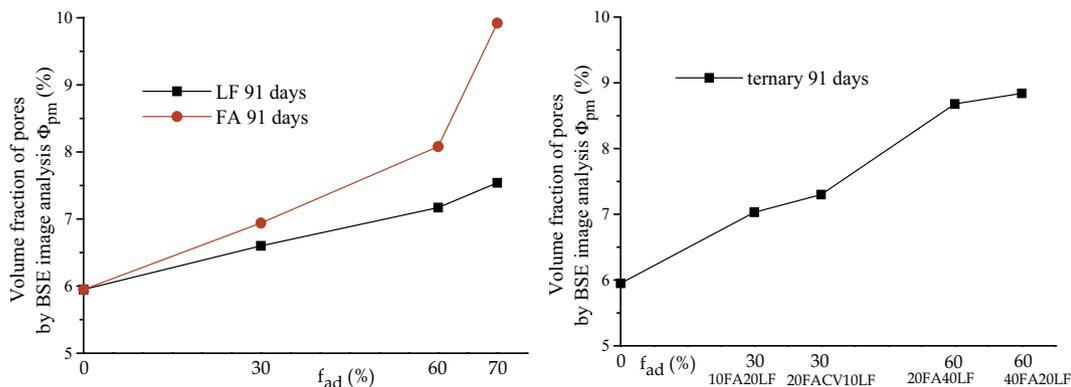 Volume fraction of pores
by BSE image analysis Φpm (%)
10
9
8
7
6
5
LF 91 days
FA 91 days
0
30
60
70
fad (%)
Volume fraction of pores
by BSE image analysis Φpm (%)
10
9
8
7
6
5
ternary 91 days
0 fad (%) 30 30 60 60
10FA20LF 20FACV10LF 20FA40LF 40FA20LF